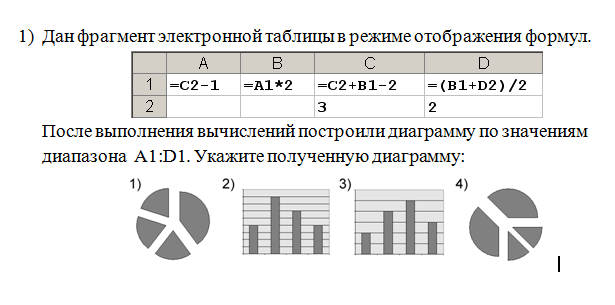 1) Дан фрагмент электронной таблицы в режиме отображения формул.
A B C D
1 =C2-1 =A1*2 =C2+B1-2 =(B1+D2)/2
2 3 2
После выполнения вычислений построили диаграмму по значениям
диапазона A1:D1. Укажите полученную диаграмму:
1) 2) 3) 4)